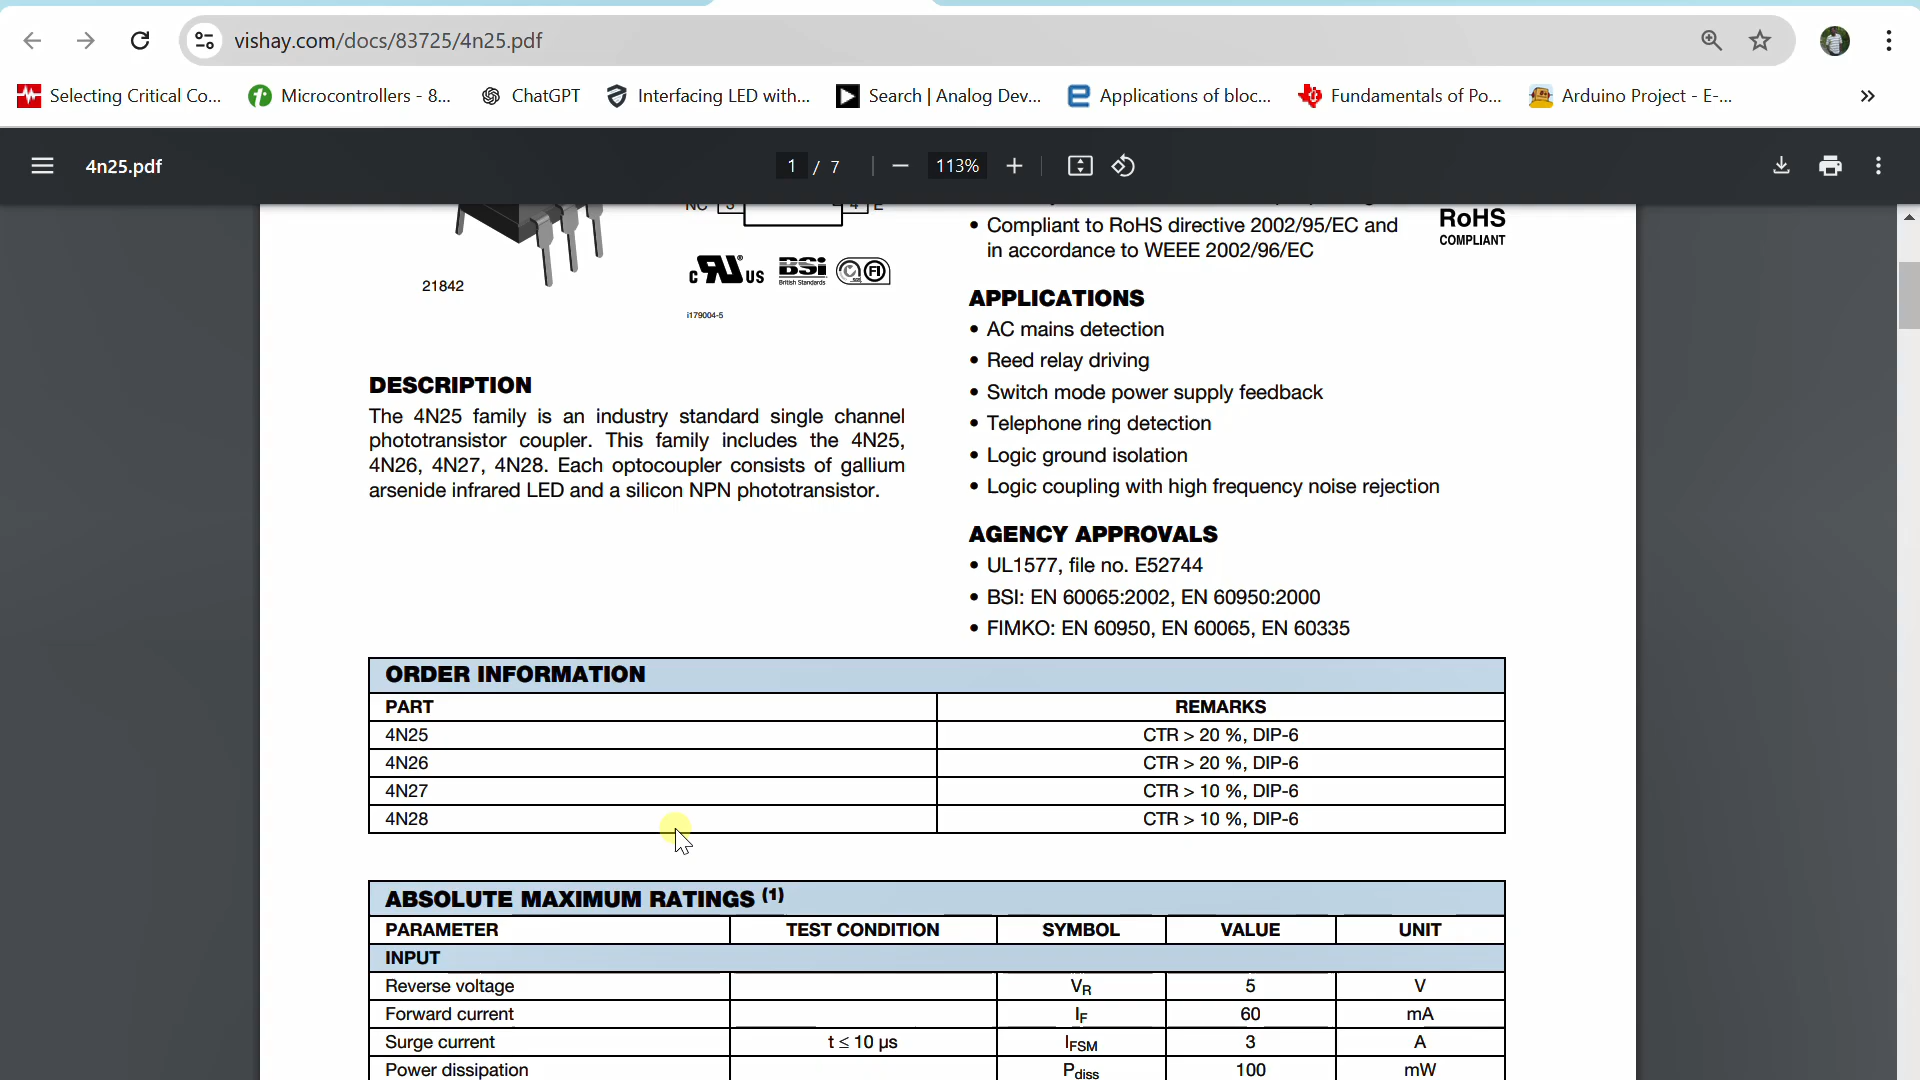 vishay.com/docs/83725/4n25.pdf
Selecting Critical Co...
Microcontrollers - 8...
ChatGPT
Interfacing LED with...
Search | Analog Dev...
Applications of bloc...
Fundamentals of Po...
Arduino Project - E-...
4n25.pdf
1 / 7
113%
NC 3
4 E
21842
c UR US
BSi
British Standards
FI
i179004-5
DESCRIPTION
The 4N25 family is an industry standard single channel
phototransistor coupler. This family includes the 4N25,
4N26, 4N27, 4N28. Each optocoupler consists of gallium
arsenide infrared LED and a silicon NPN phototransistor.
• Compliant to RoHS directive 2002/95/EC and
in accordance to WEEE 2002/96/EC
RoHS
COMPLIANT
APPLICATIONS
• AC mains detection
• Reed relay driving
• Switch mode power supply feedback
• Telephone ring detection
• Logic ground isolation
• Logic coupling with high frequency noise rejection
AGENCY APPROVALS
• UL1577, file no. E52744
• BSI: EN 60065:2002, EN 60950:2000
• FIMKO: EN 60950, EN 60065, EN 60335
ORDER INFORMATION
PART REMARKS
4N25 CTR > 20 %, DIP-6
4N26 CTR > 20 %, DIP-6
4N27 CTR > 10 %, DIP-6
4N28 CTR > 10 %, DIP-6
ABSOLUTE MAXIMUM RATINGS (1)
PARAMETER TEST CONDITION SYMBOL VALUE UNIT
INPUT
Reverse voltage VR 5 V
Forward current IF 60 mA
Surge current t ≤ 10 µs IFSM 3 A
Power dissipation Pdiss 100 mW